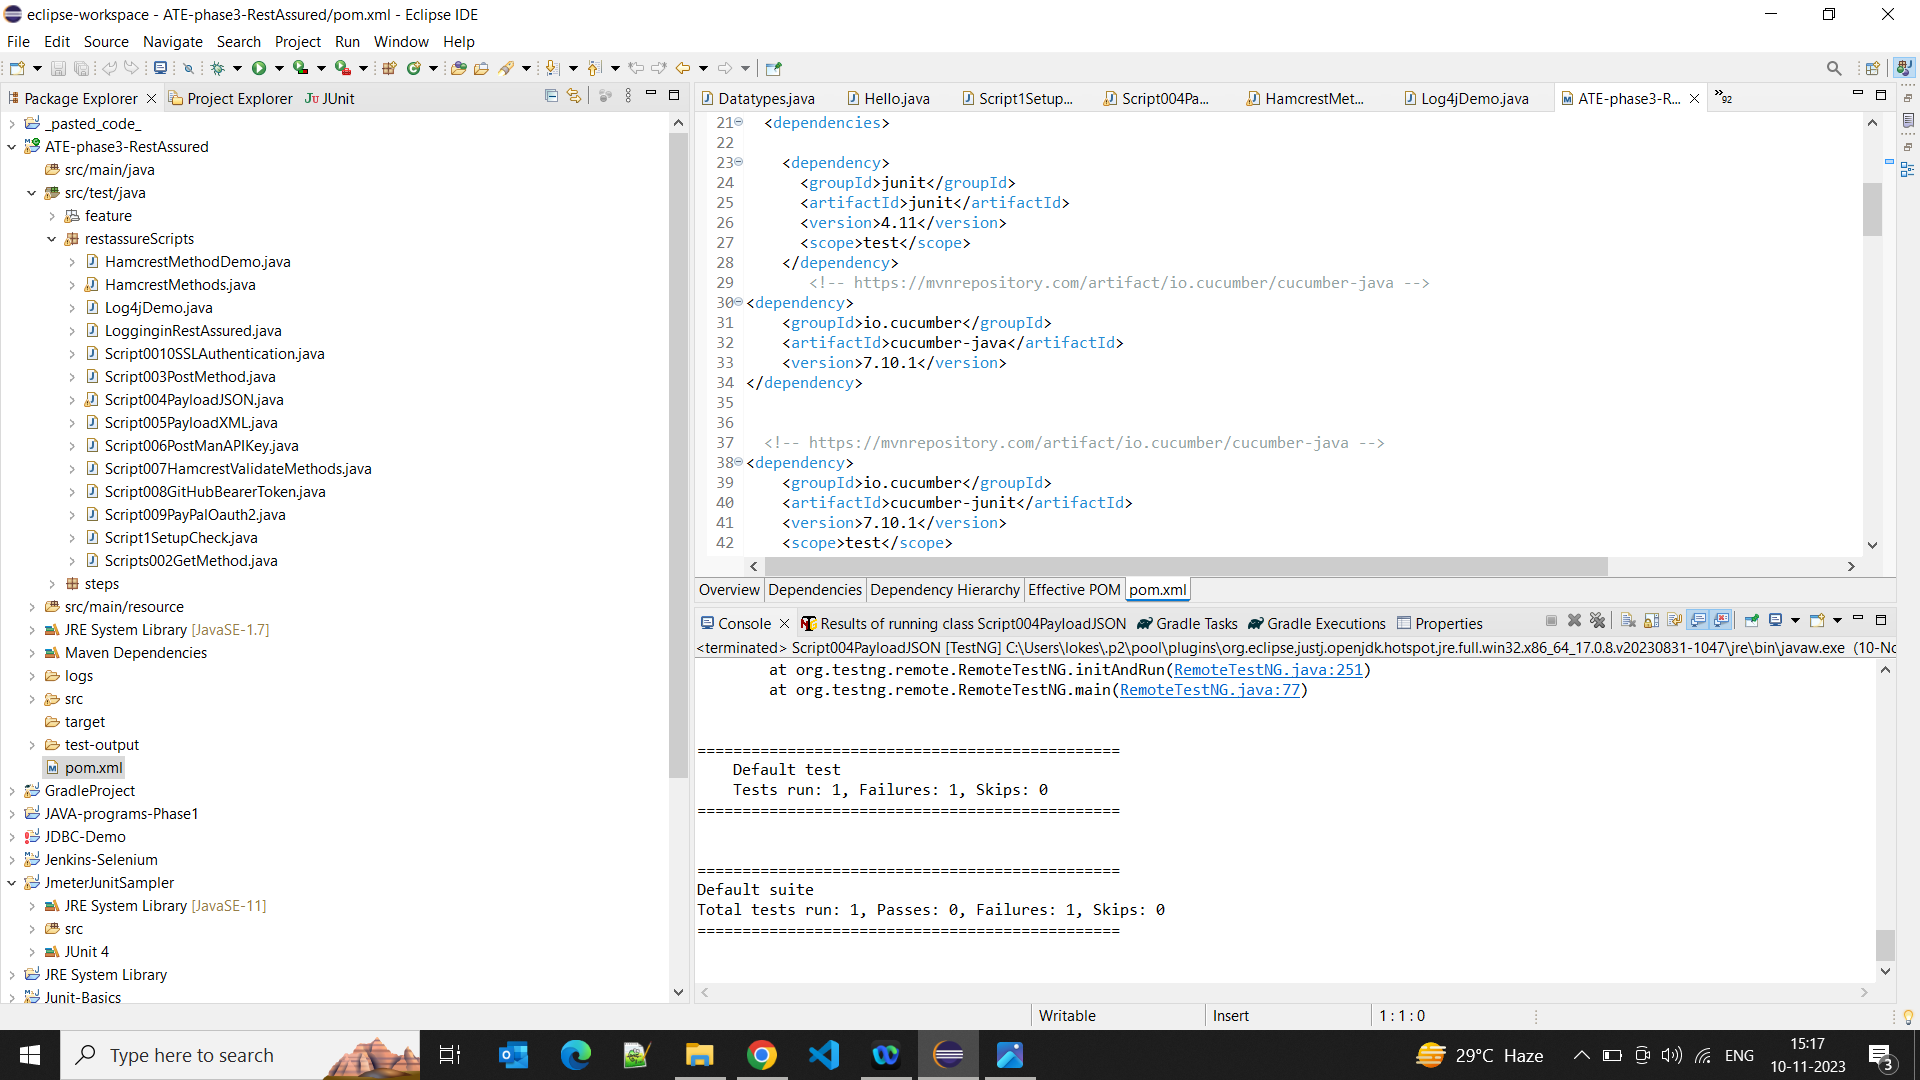 eclipse-workspace - ATE-phase3-RestAssured/pom.xml - Eclipse IDE
File Edit Source Refactor Navigate Search Project Run Window Help
Package Explorer
Project Explorer
JUnit
_pasted_code_
ATE-phase3-RestAssured
src/main/java
src/test/java
feature
restassureScripts
HamcrestMethodDemo.java
HamcrestMethods.java
Log4jDemo.java
LogginginRestAssured.java
Script0010SSLAuthentication.java
Script003PostMethod.java
Script004PayloadJSON.java
Script005PayloadXML.java
Script006PostManAPIKey.java
Script007HamcrestValidateMethods.java
Script008GitHubBearerToken.java
Script009PayPalOauth2.java
Script1SetupCheck.java
Scripts002GetMethod.java
steps
src/main/resource
JRE System Library [JavaSE-1.7]
Maven Dependencies
logs
src
target
test-output
pom.xml
GradleProject
JAVA-programs-Phase1
JDBC-Demo
Jenkins-Selenium
JmeterJunitSampler
JRE System Library [JavaSE-11]
src
JUnit 4
JRE System Library
Junit-Basics
Datatypes.java Hello.java Script1Setup... Script004Pa... HamcrestMet... Log4jDemo.java ATE-phase3-R... »92
21 <dependencies>
22
23 <dependency>
24 <groupId>junit</groupId>
25 <artifactId>junit</artifactId>
26 <version>4.11</version>
27 <scope>test</scope>
28 </dependency>
29 <!-- https://mvnrepository.com/artifact/io.cucumber/cucumber-java -->
30 <dependency>
31 <groupId>io.cucumber</groupId>
32 <artifactId>cucumber-java</artifactId>
33 <version>7.10.1</version>
34 </dependency>
35
36
37 <!-- https://mvnrepository.com/artifact/io.cucumber/cucumber-java -->
38 <dependency>
39 <groupId>io.cucumber</groupId>
40 <artifactId>cucumber-junit</artifactId>
41 <version>7.10.1</version>
42 <scope>test</scope>
Overview Dependencies Dependency Hierarchy Effective POM pom.xml
Console Results of running class Script004PayloadJSON Gradle Tasks Gradle Executions Properties
<terminated> Script004PayloadJSON [TestNG] C:\Users\lokes\.p2\pool\plugins\org.eclipse.justj.openjdk.hotspot.jre.full.win32.x86_64_17.0.8.v20230831-1047\jre\bin\javaw.exe (10-No
at org.testng.remote.RemoteTestNG.initAndRun(RemoteTestNG.java:251)
at org.testng.remote.RemoteTestNG.main(RemoteTestNG.java:77)
===============================================
Default test
Tests run: 1, Failures: 1, Skips: 0
===============================================
===============================================
Default suite
Total tests run: 1, Passes: 0, Failures: 1, Skips: 0
===============================================
Writable Insert 1 : 1 : 0
Type here to search
29°C Haze
ENG
15:17
10-11-2023
3